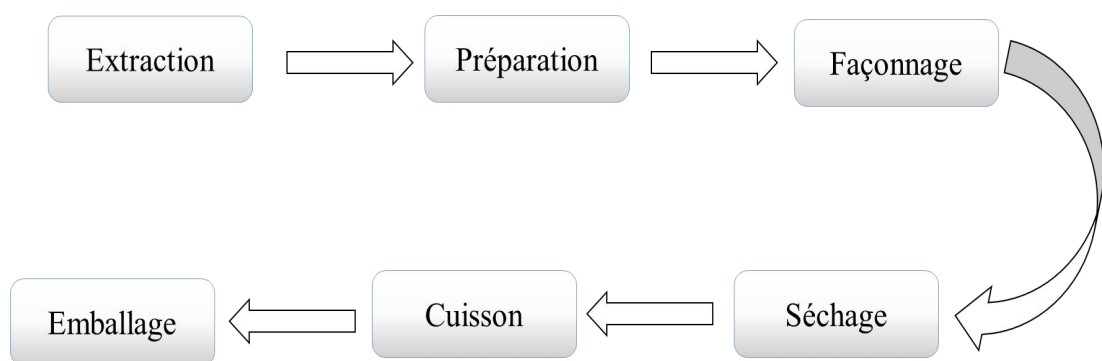 Extraction
Préparation
Façonnage
Séchage
Cuisson
Emballage